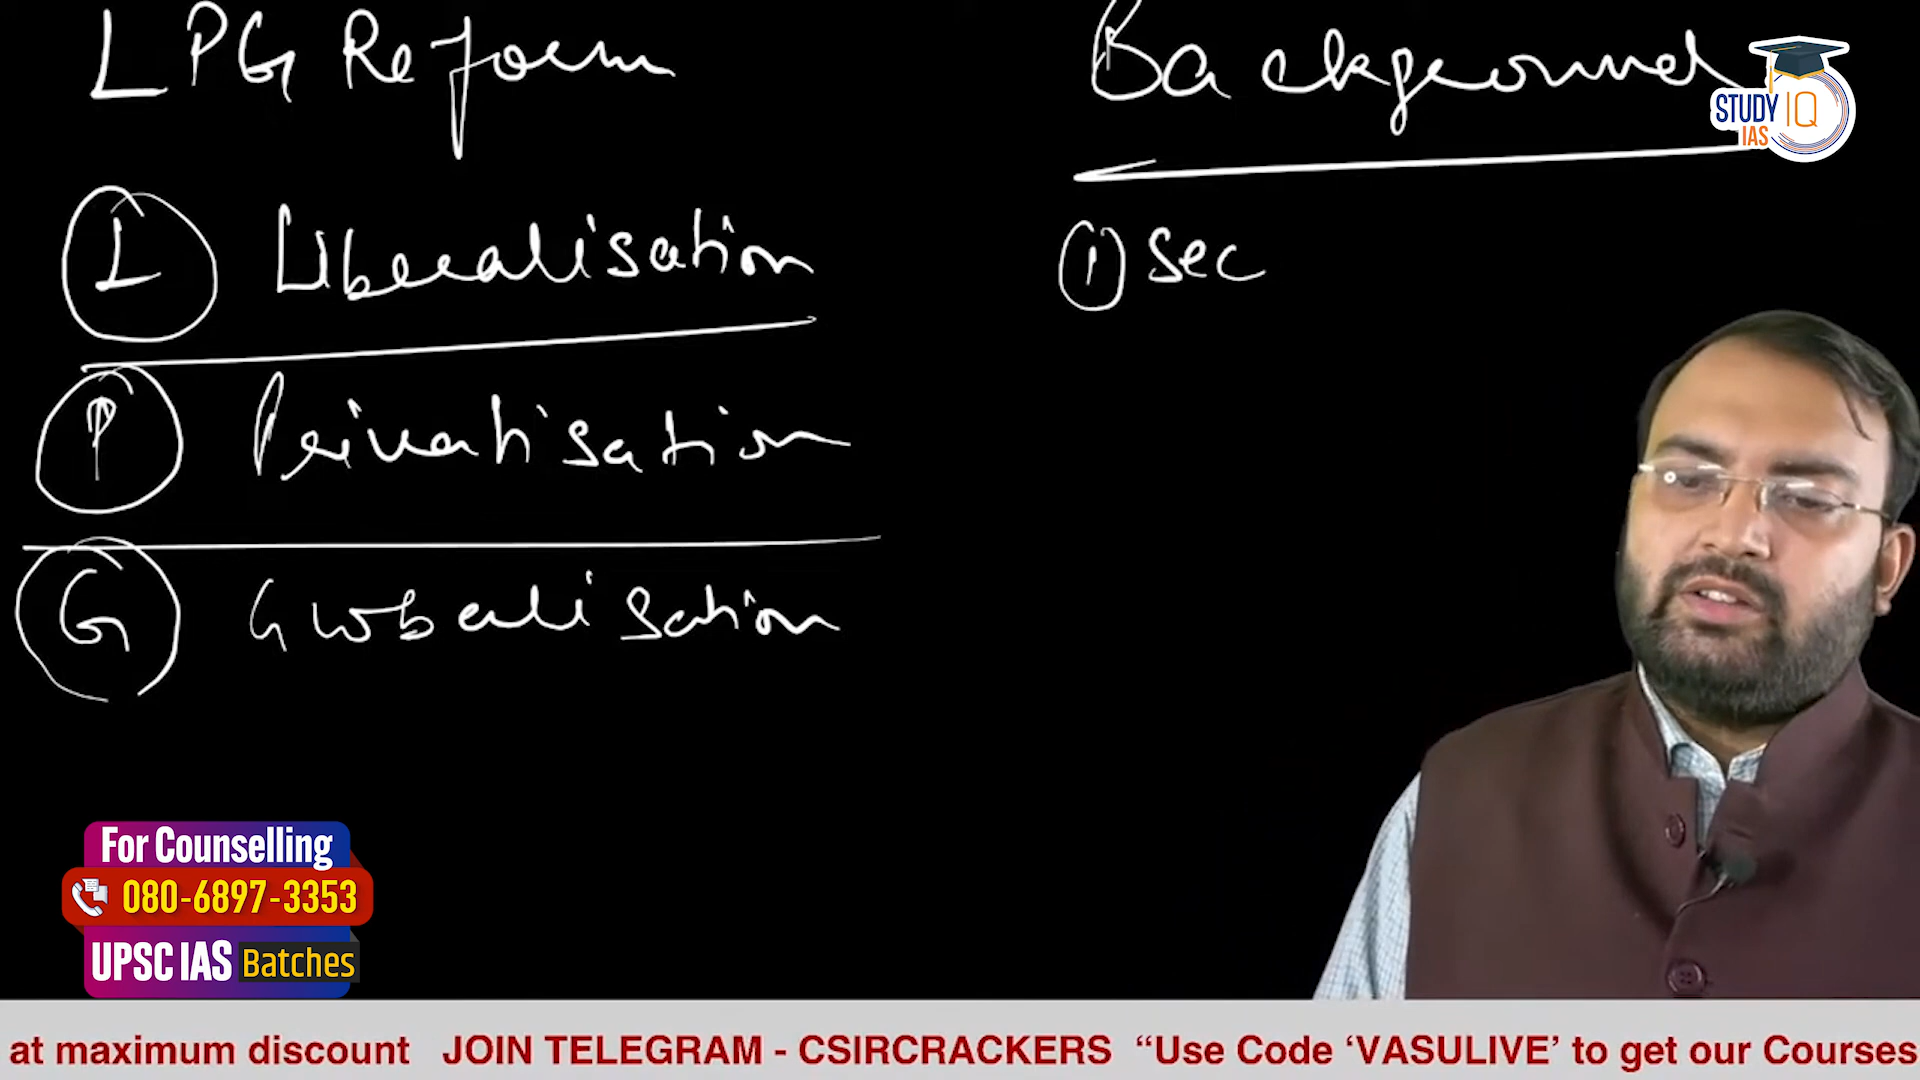 LPG Reform
L Liberalisation
P Privatisation
G Globalisation
Background
① Sec
STUDY IQ
IAS
For Counselling
080-6897-3353
UPSC IAS Batches
at maximum discount JOIN TELEGRAM - CSIRCRACKERS “Use Code ‘VASULIVE’ to get our Courses